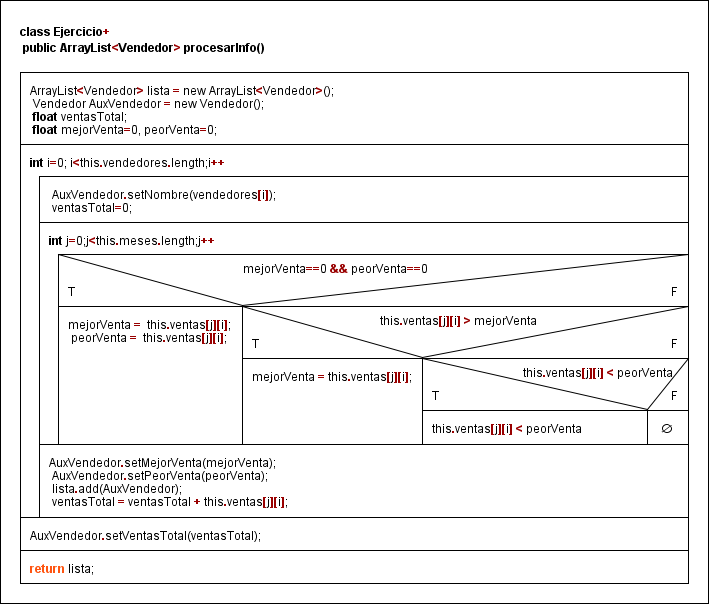 class Ejercicio+
public ArrayList<Vendedor> procesarInfo()
ArrayList<Vendedor> lista = new ArrayList<Vendedor>();
Vendedor AuxVendedor = new Vendedor();
float ventasTotal;
float mejorVenta=0, peorVenta=0;
int i=0; i<this.vendedores.length;i++
AuxVendedor.setNombre(vendedores[i]);
ventasTotal=0;
int j=0;j<this.meses.length;j++
mejorVenta==0 && peorVenta==0
T F
mejorVenta = this.ventas[j][i];
peorVenta = this.ventas[j][i];
this.ventas[j][i] > mejorVenta
T F
mejorVenta = this.ventas[j][i];
this.ventas[j][i] < peorVenta
T F
this.ventas[j][i] < peorVenta
∅
AuxVendedor.setMejorVenta(mejorVenta);
AuxVendedor.setPeorVenta(peorVenta);
lista.add(AuxVendedor);
ventasTotal = ventasTotal + this.ventas[j][i];
AuxVendedor.setVentasTotal(ventasTotal);
return lista;